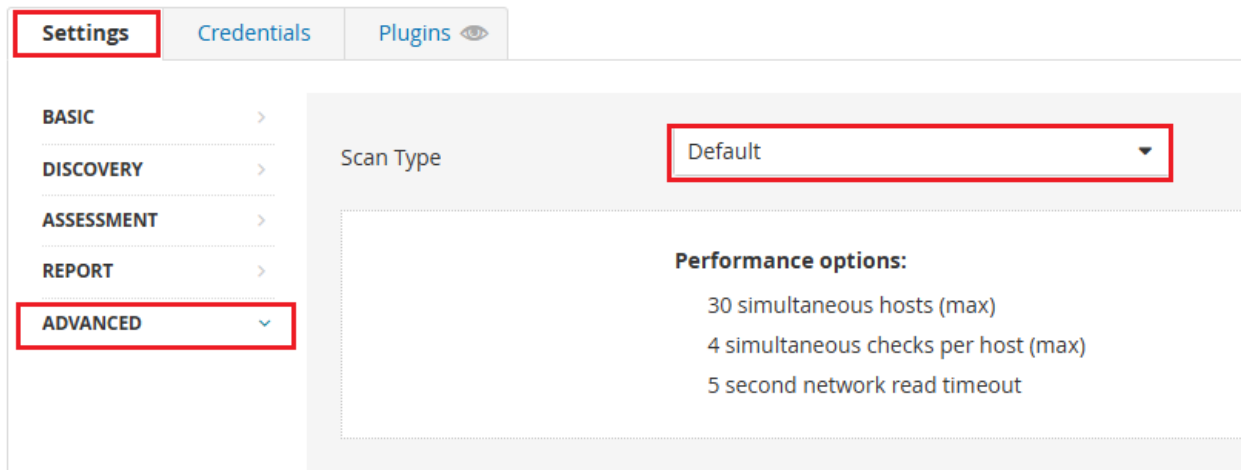 Settings
Credentials
Plugins
BASIC
DISCOVERY
ASSESSMENT
REPORT
ADVANCED
Scan Type
Default
Performance options:
30 simultaneous hosts (max)
4 simultaneous checks per host (max)
5 second network read timeout